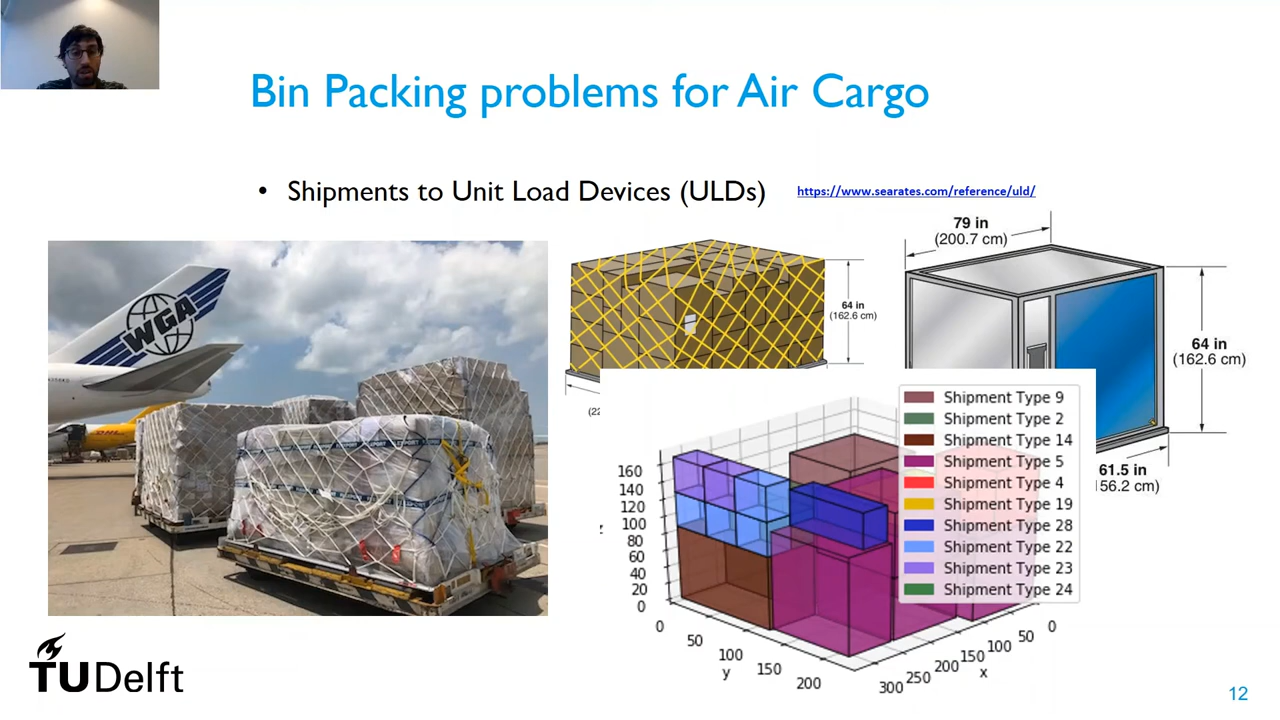 Bin Packing problems for Air Cargo
• Shipments to Unit Load Devices (ULDs)
https://www.searates.com/reference/uld/
WGA
DHL
64 in
(162.6 cm)
(22
79 in
(200.7 cm)
64 in
(162.6 cm)
61.5 in
156.2 cm)
Shipment Type 9
Shipment Type 2
Shipment Type 14
Shipment Type 5
Shipment Type 4
Shipment Type 19
Shipment Type 28
Shipment Type 22
Shipment Type 23
Shipment Type 24
160
140
120
100
80
60
40
20
0
0
50
100
150
200
y
300
250
200
150
100
50
0
x
TUDelft
12